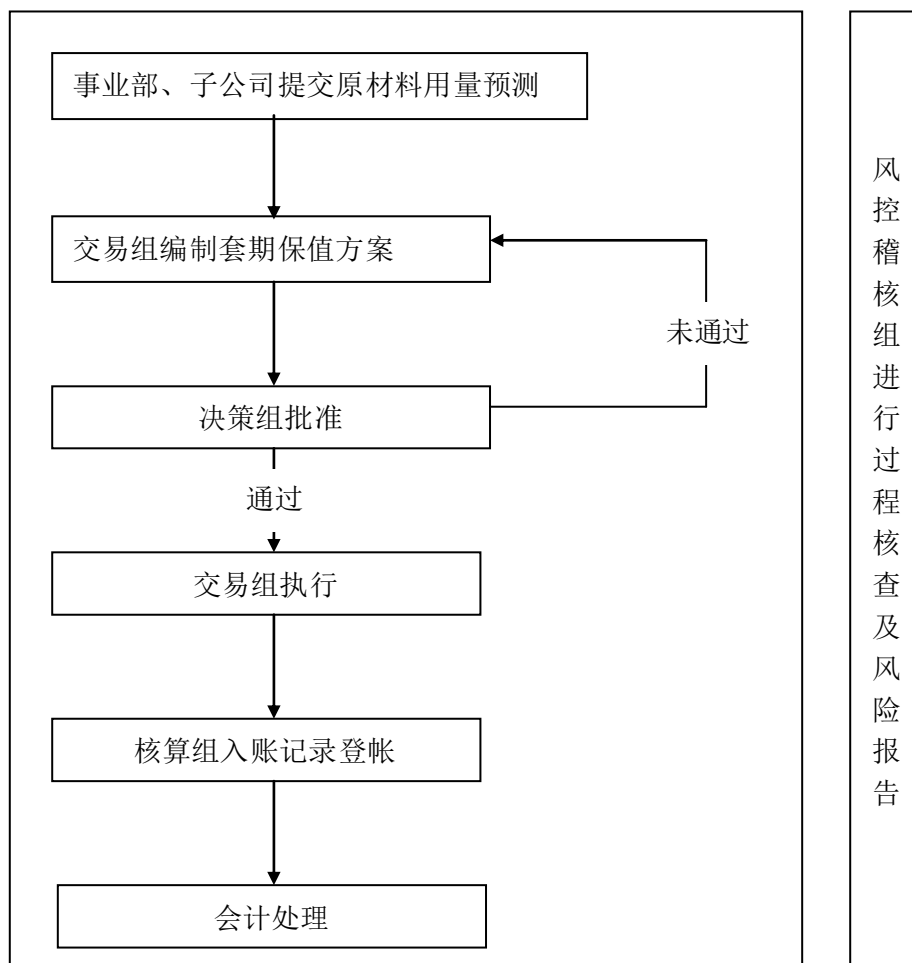 事业部、子公司提交原材料用量预测
交易组编制套期保值方案
未通过
决策组批准
通过
交易组执行
核算组入账记录登帐
会计处理
风
控
稽
核
组
进
行
过
程
核
查
及
风
险
报
告